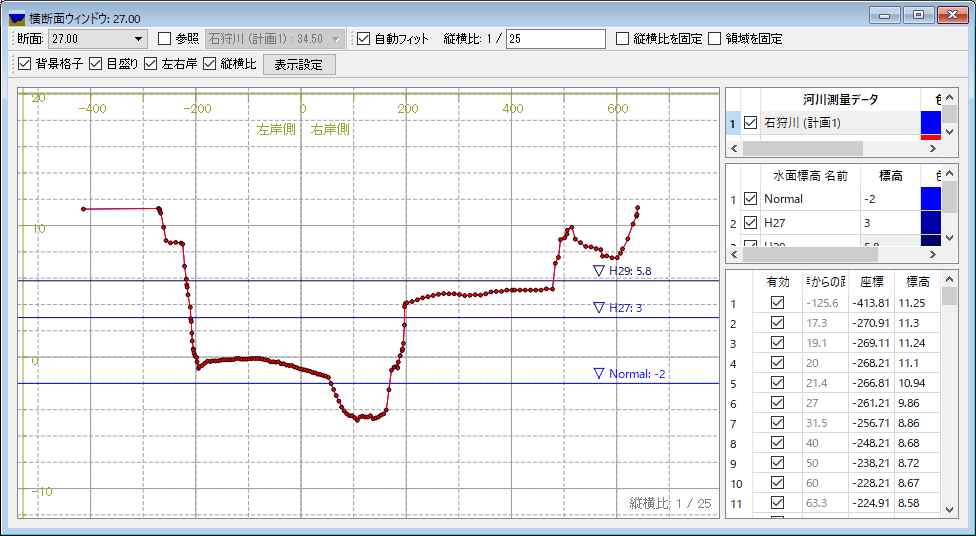 横断面ウィンドウ: 27.00
断面: 27.00 参照 石狩川 (計画1) : 34.50 自動フィット 縦横比: 1 / 25 縦横比を固定 領域を固定
背景格子 目盛り 左右岸 縦横比 表示設定
20
-400 -200 0 200 400 600
左岸側 右岸側
10
H29: 5.8
H27: 3
0
Normal: -2
-10
縦横比: 1 / 25
河川測量データ
1 石狩川 (計画1)
水面標高 名前 標高
1 Normal -2
2 H27 3
有効 からの距 座標 標高
1 -125.6 -413.81 11.25
2 17.3 -270.91 11.3
3 19.1 -269.11 11.24
4 20 -268.21 11.1
5 21.4 -266.81 10.94
6 27 -261.21 9.86
7 31.5 -256.71 8.86
8 40 -248.21 8.68
9 50 -238.21 8.72
10 60 -228.21 8.67
11 63.3 -224.91 8.58